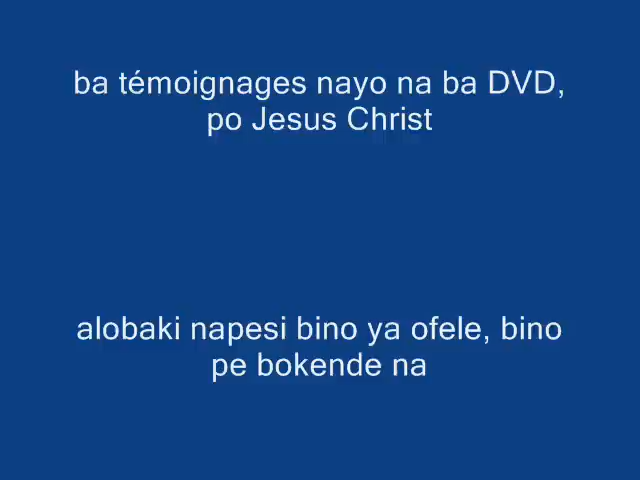 ba témoignages nayo na ba DVD,
po Jesus Christ
alobaki napesi bino ya ofele, bino
pe bokende na